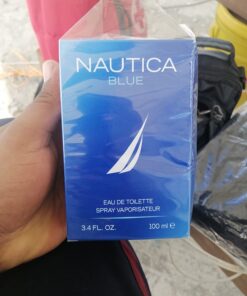 NAUTICA
BLUE
EAU DE TOILETTE
SPRAY VAPORISATEUR
3.4 FL. OZ. 100 ml ℮